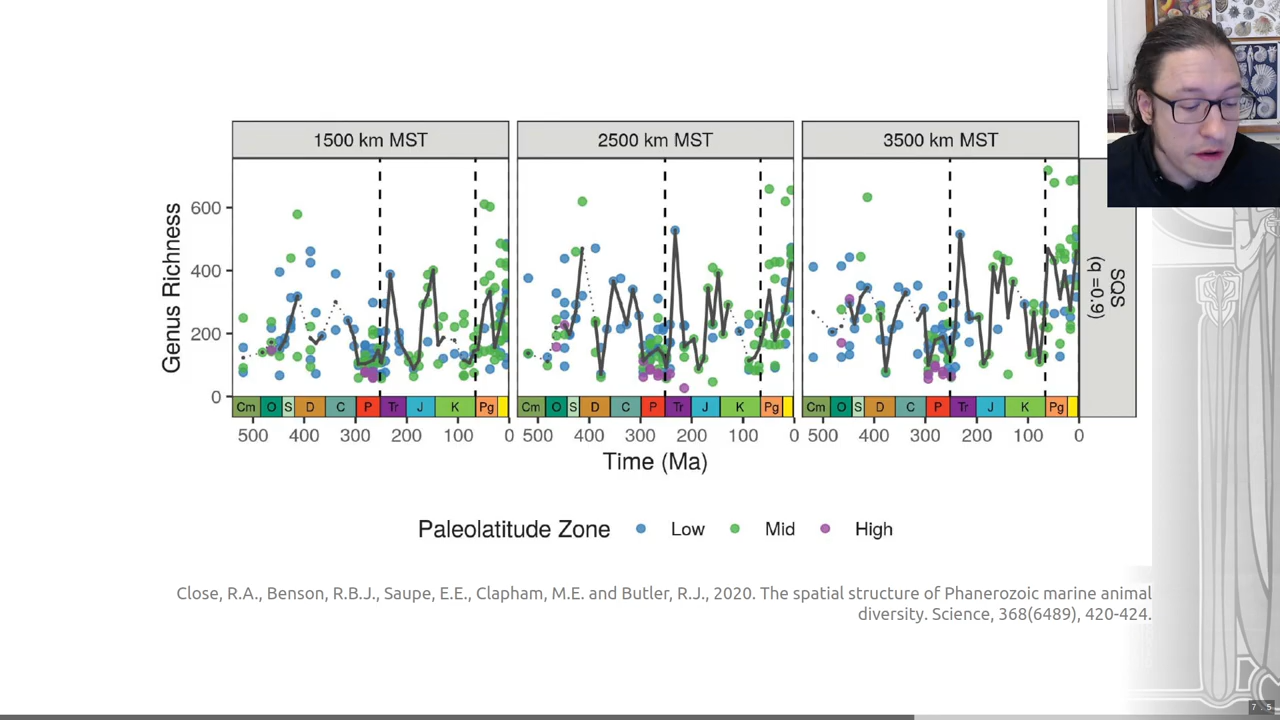 1500 km MST 2500 km MST 3500 km MST
Genus Richness
600
400
200
0
SQS
(q =0.9)
Cm O S D C P Tr J K Pg Cm O S D C P Tr J K Pg Cm O S D C P Tr J K Pg
500 400 300 200 100 0 500 400 300 200 100 0 500 400 300 200 100 0
Time (Ma)
Paleolatitude Zone Low Mid High
Close, R.A., Benson, R.B.J., Saupe, E.E., Clapham, M.E. and Butler, R.J., 2020. The spatial structure of Phanerozoic marine animal
diversity. Science, 368(6489), 420-424.